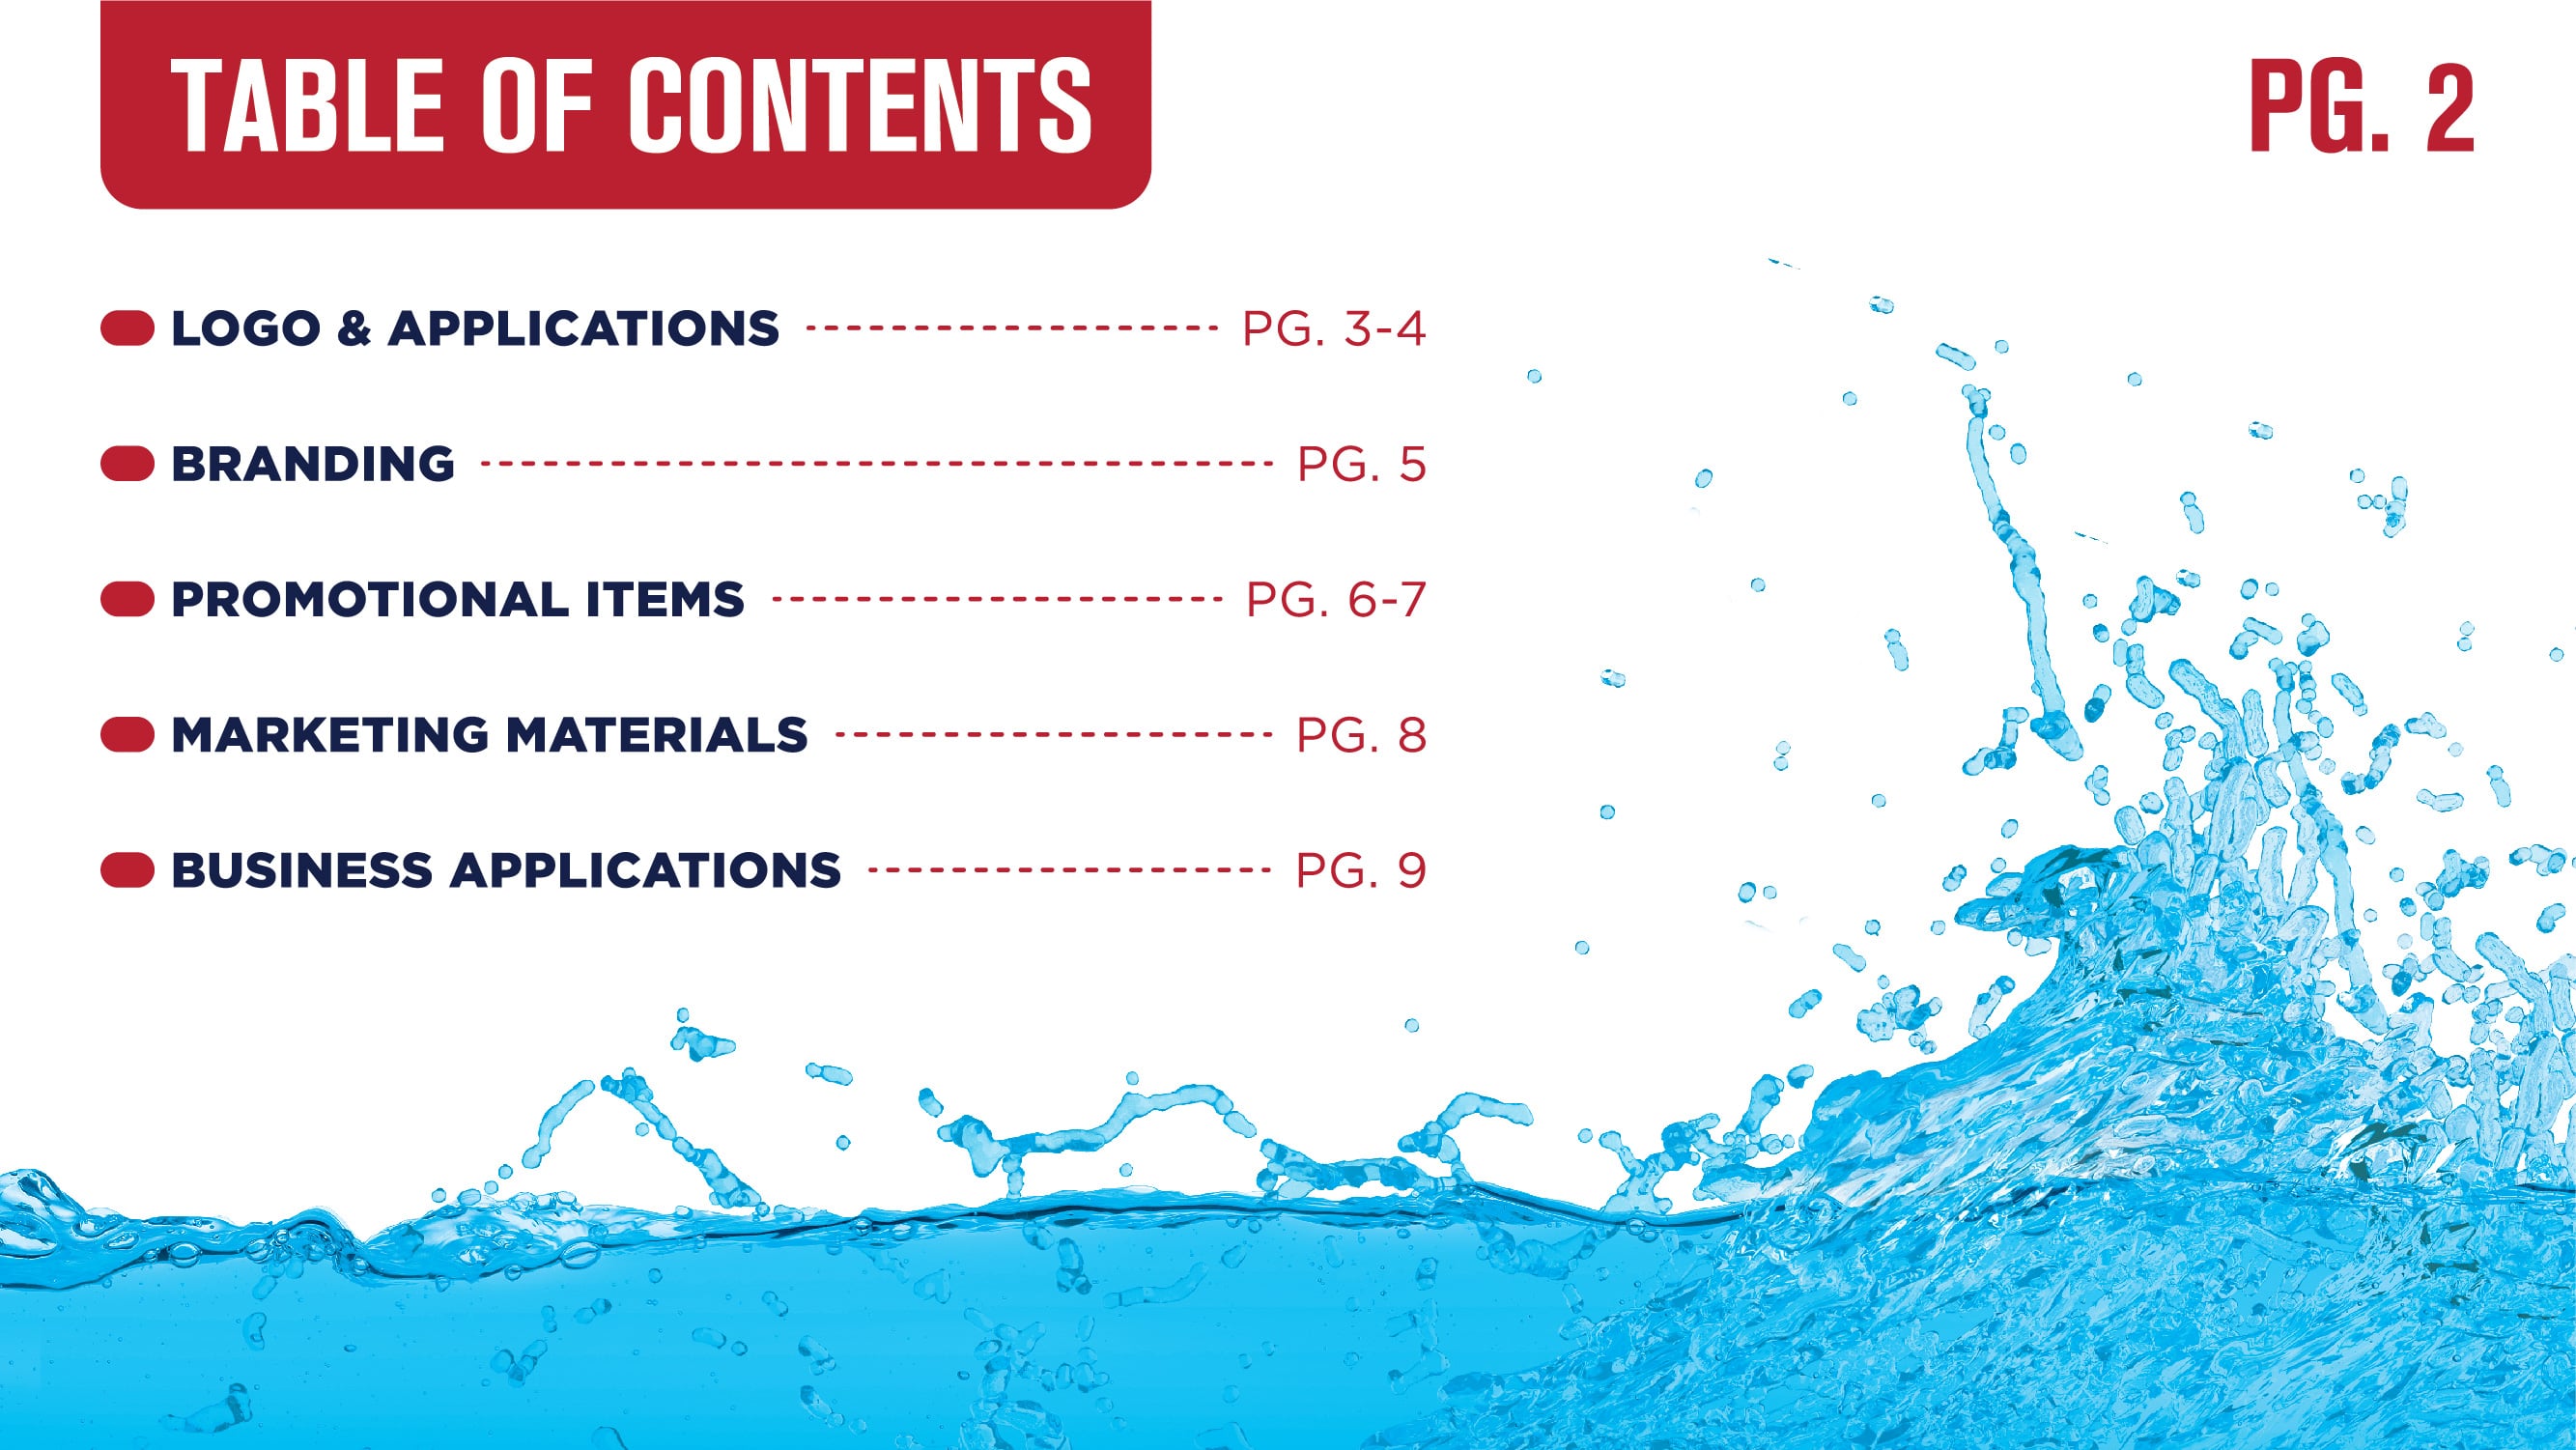 TABLE OF CONTENTS
PG. 2
LOGO & APPLICATIONS ------------------- PG. 3-4
BRANDING ------------------------------------- PG. 5
PROMOTIONAL ITEMS --------------------- PG. 6-7
MARKETING MATERIALS -------------------- PG. 8
BUSINESS APPLICATIONS ------------------- PG. 9